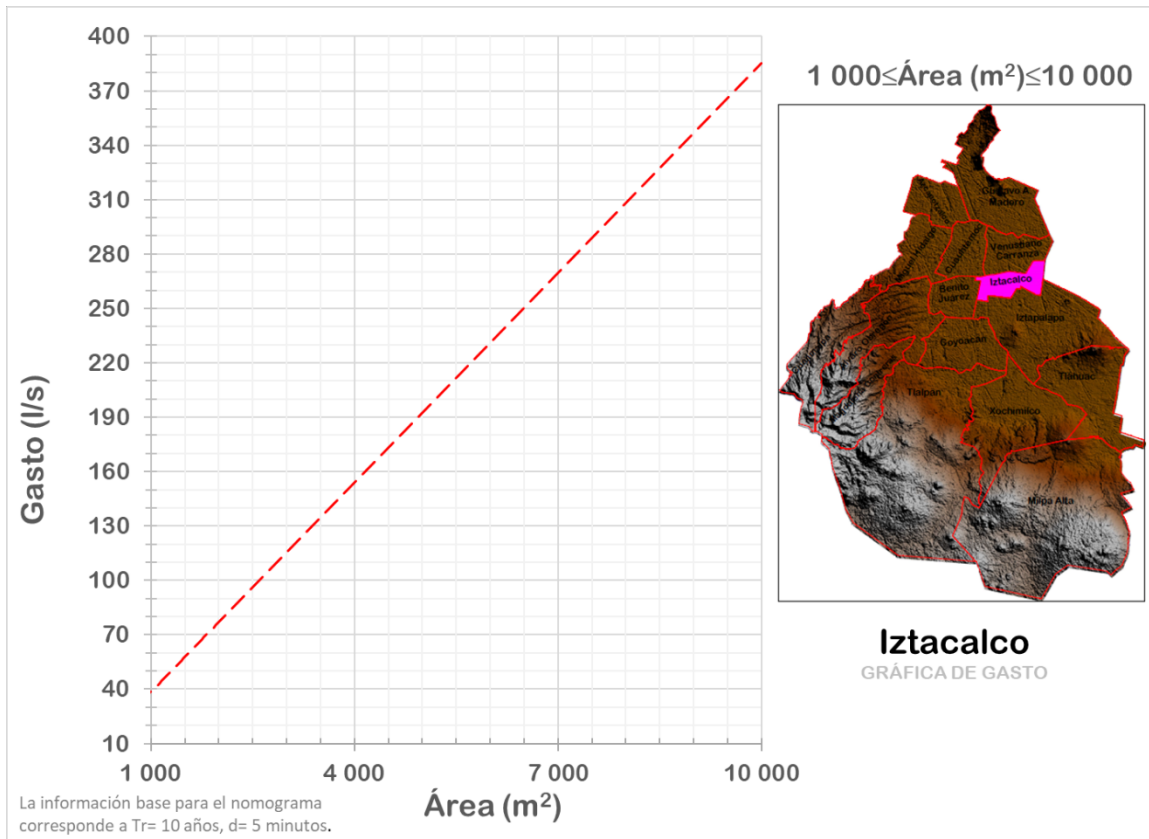 400
370
340
310
280
250
220
190
160
130
100
70
40
10
Gasto (l/s)
1 000
4 000
7 000
10 000
Área (m²)
La información base para el nomograma
corresponde a Tr= 10 años, d= 5 minutos.
1 000≤Área (m²)≤10 000
Gustavo A.
Madero
Miguel Hidalgo
Cuauhtémoc
Venustiano
Carranza
Iztacalco
Benito
Juárez
Iztapalapa
Coyoacán
Tláhuac
Tlalpan
Xochimilco
Milpa Alta
Iztacalco
GRÁFICA DE GASTO